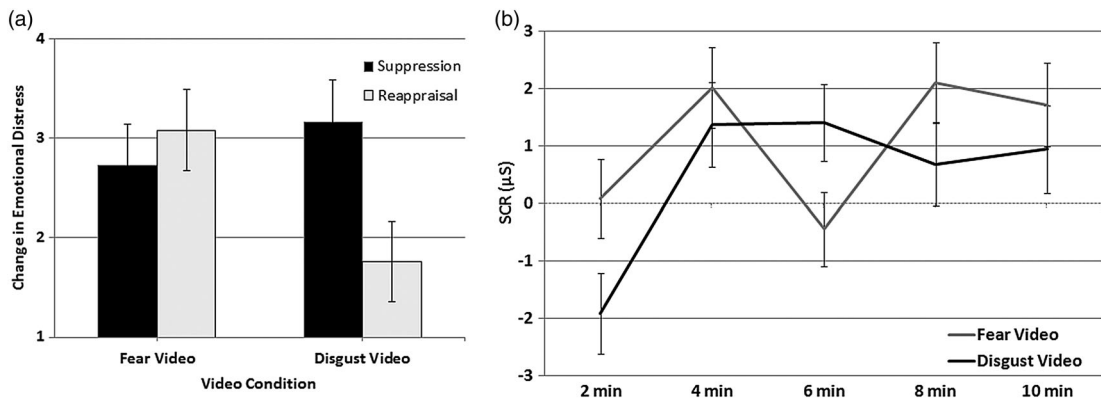 (a)
Change in Emotional Distress
4
3
2
1
Suppression
Reappraisal
Fear Video
Disgust Video
Video Condition
(b)
SCR (µS)
3
2
1
0
-1
-2
-3
Fear Video
Disgust Video
2 min
4 min
6 min
8 min
10 min